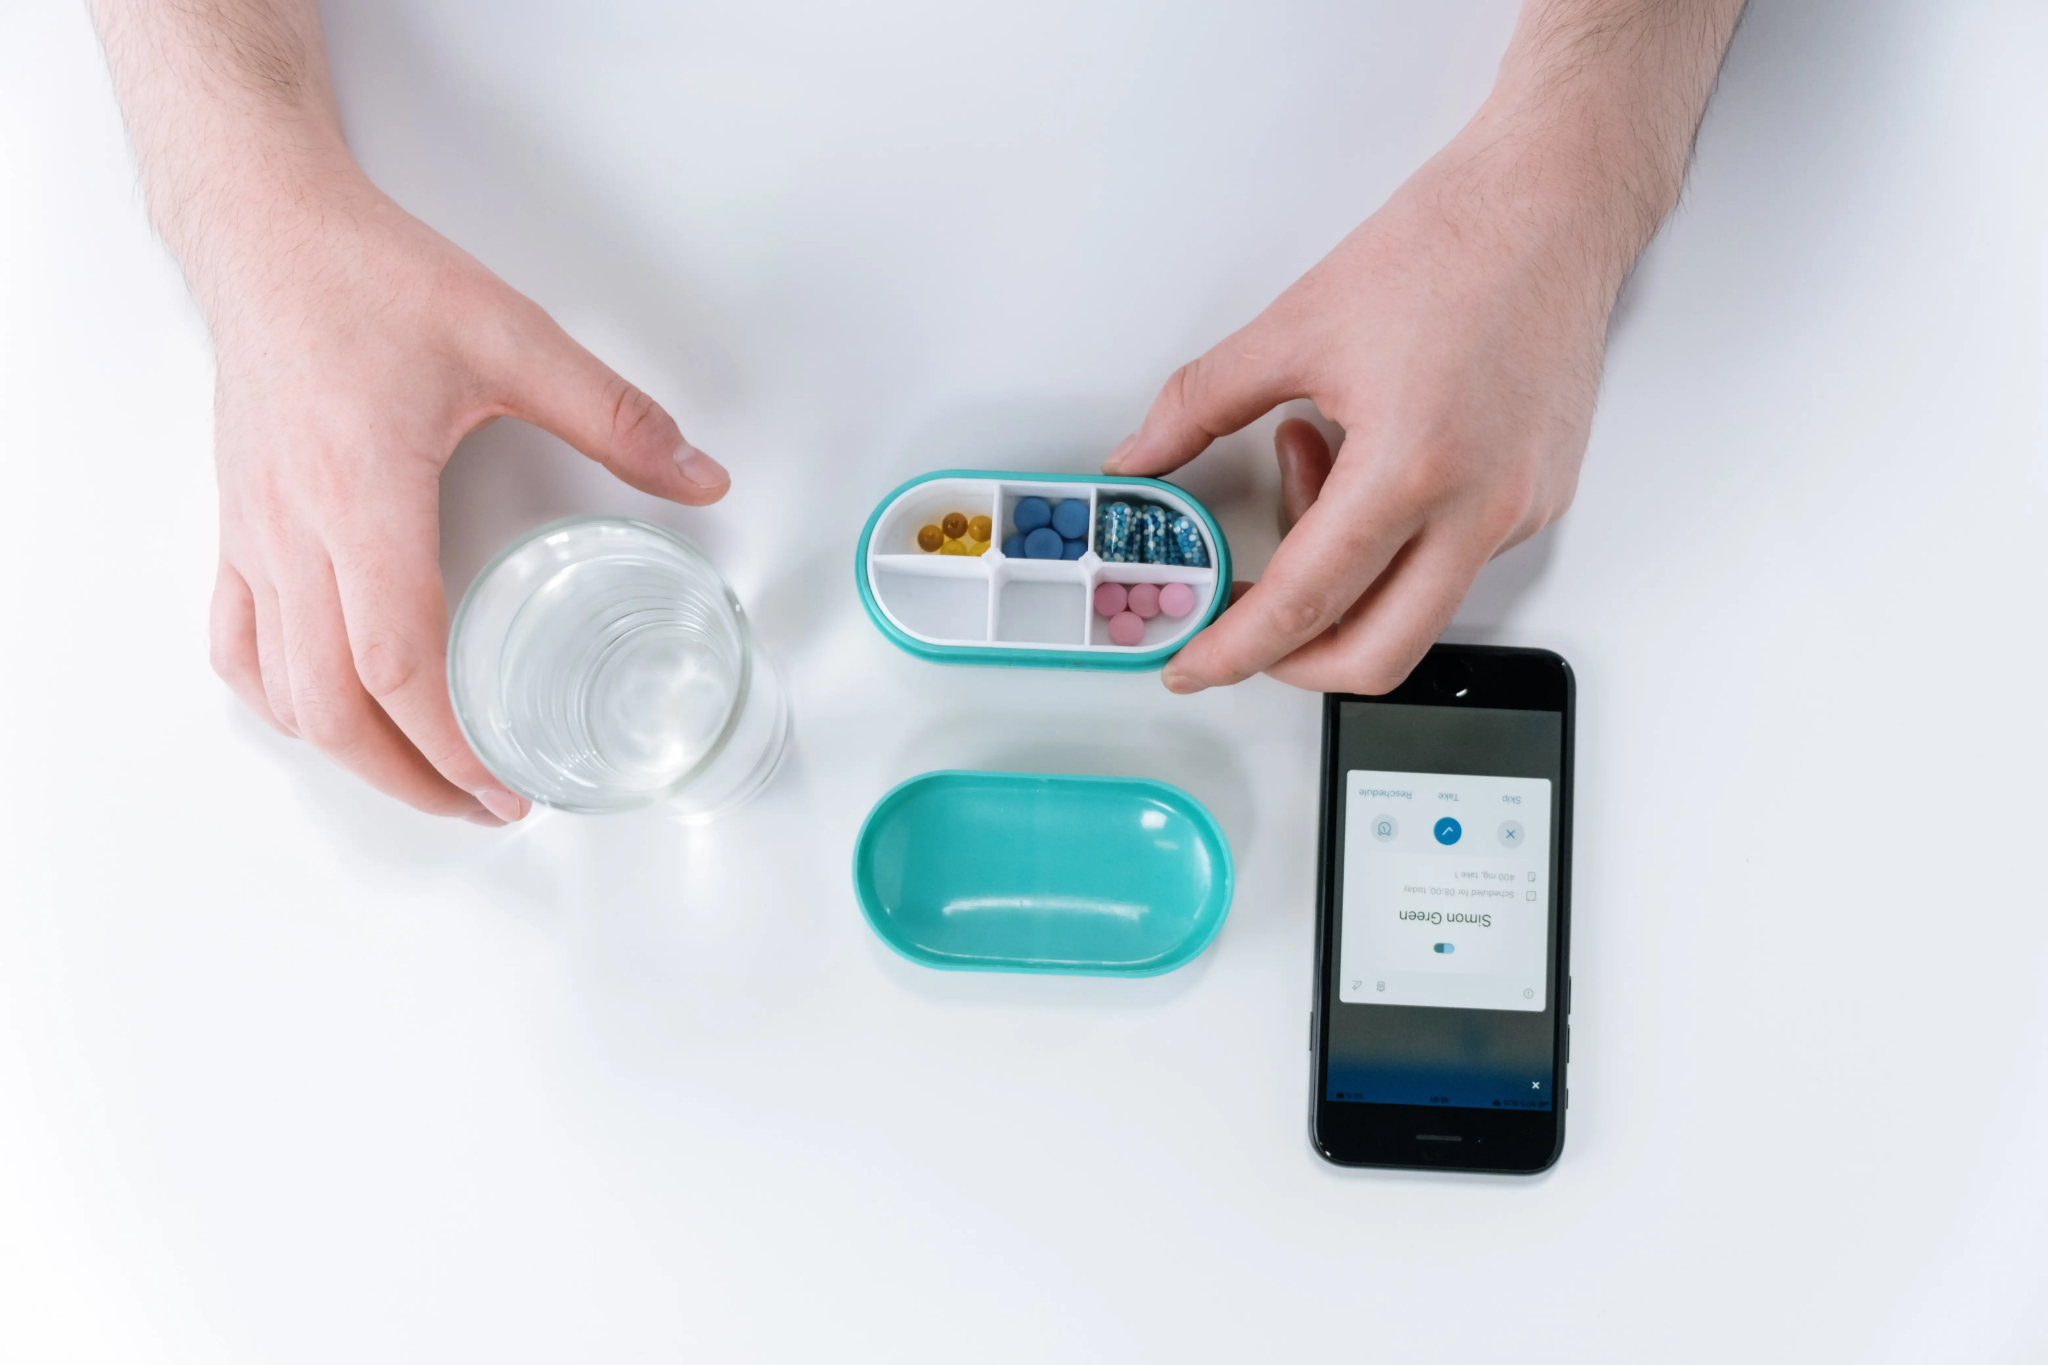 Simon Green
Scheduled for 08:00, today
400 mg, take 1
Skip
Take
Reschedule